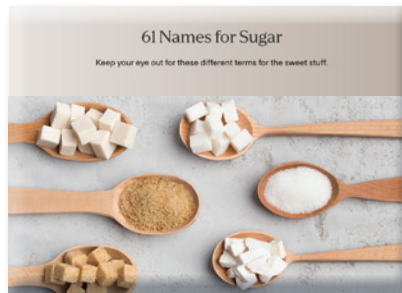 61 Names for Sugar
Keep your eye out for these different terms for the sweet stuff.